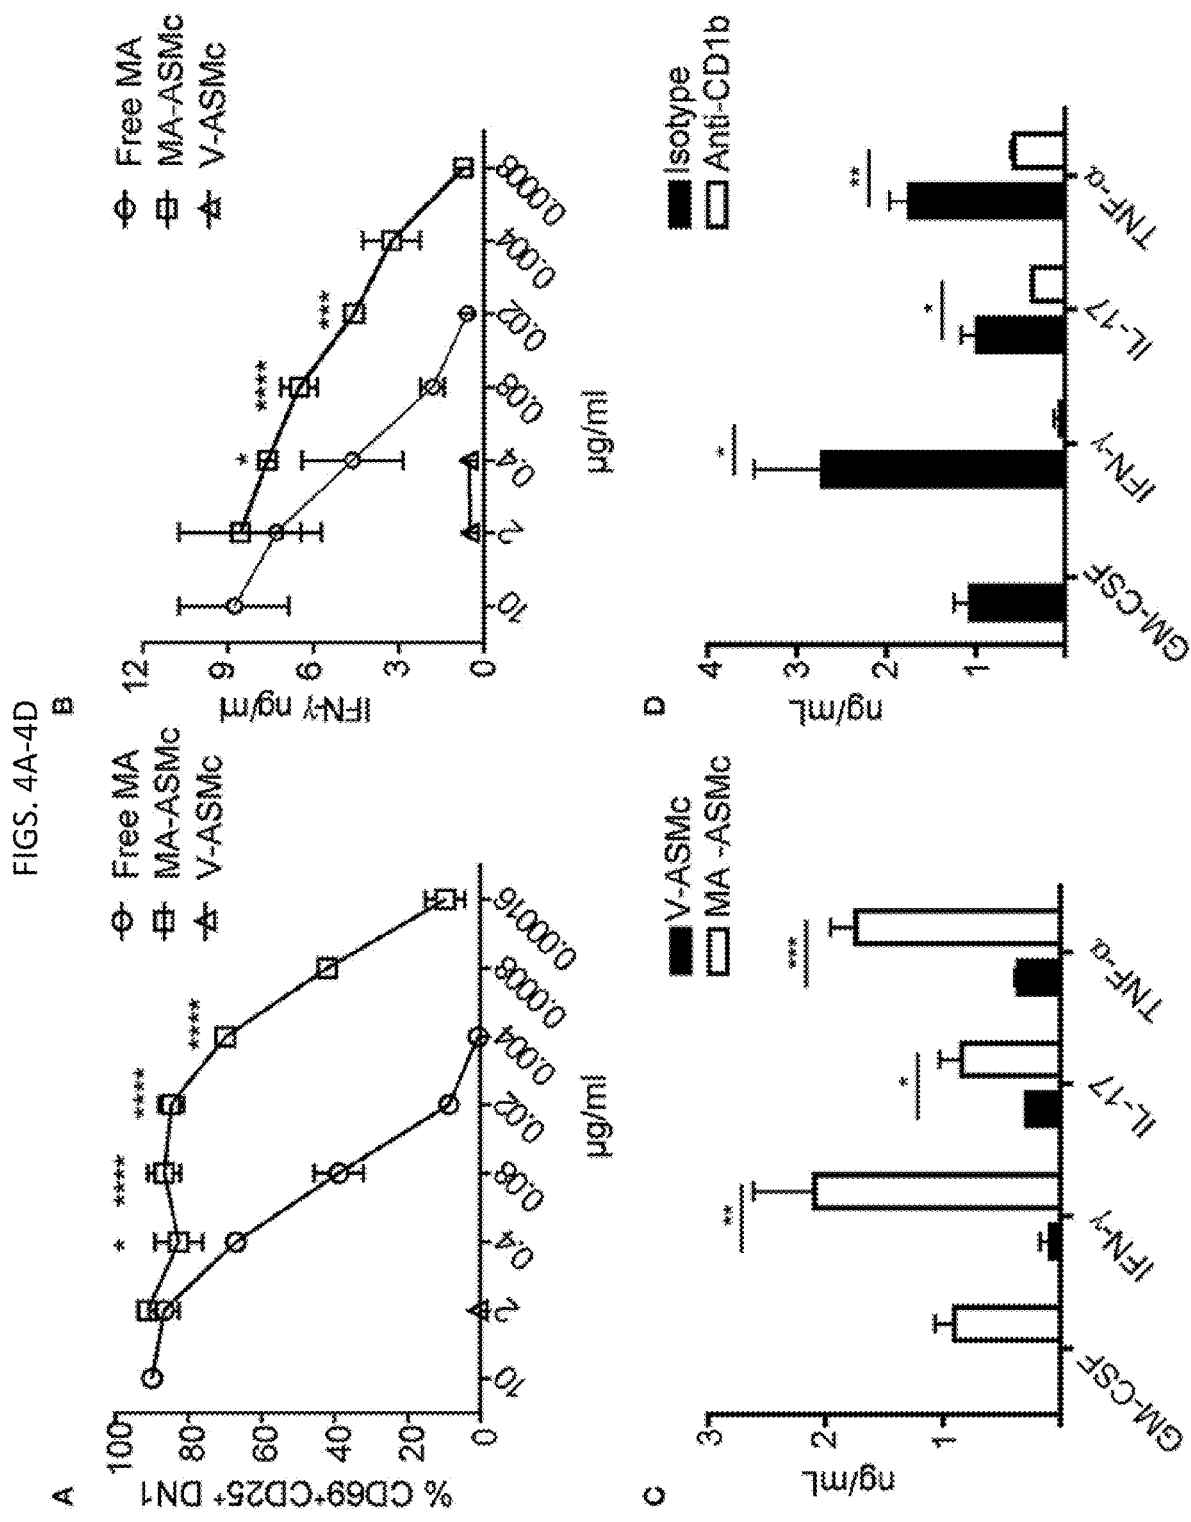 FIGS. 4A-4D
A
% CD69⁺CD25⁺ DN1
100
80
60
40
20
0
10
2
0.4
0.08
0.02
0.004
0.0008
0.00016
µg/ml
Free MA
MA-ASMc
V-ASMc
*
****
****
****
B
IFN-γ ng/ml
12
9
6
3
0
10
2
0.4
0.08
0.02
0.004
0.0008
µg/ml
Free MA
MA-ASMc
V-ASMc
*
****
***
C
ng/mL
3
2
1
GM-CSF
IFN-γ
IL-17
TNF-α
V-ASMc
MA -ASMc
**
*
***
D
ng/mL
4
3
2
1
GM-CSF
IFN-γ
IL-17
TNF-α
Isotype
Anti-CD1b
*
*
**